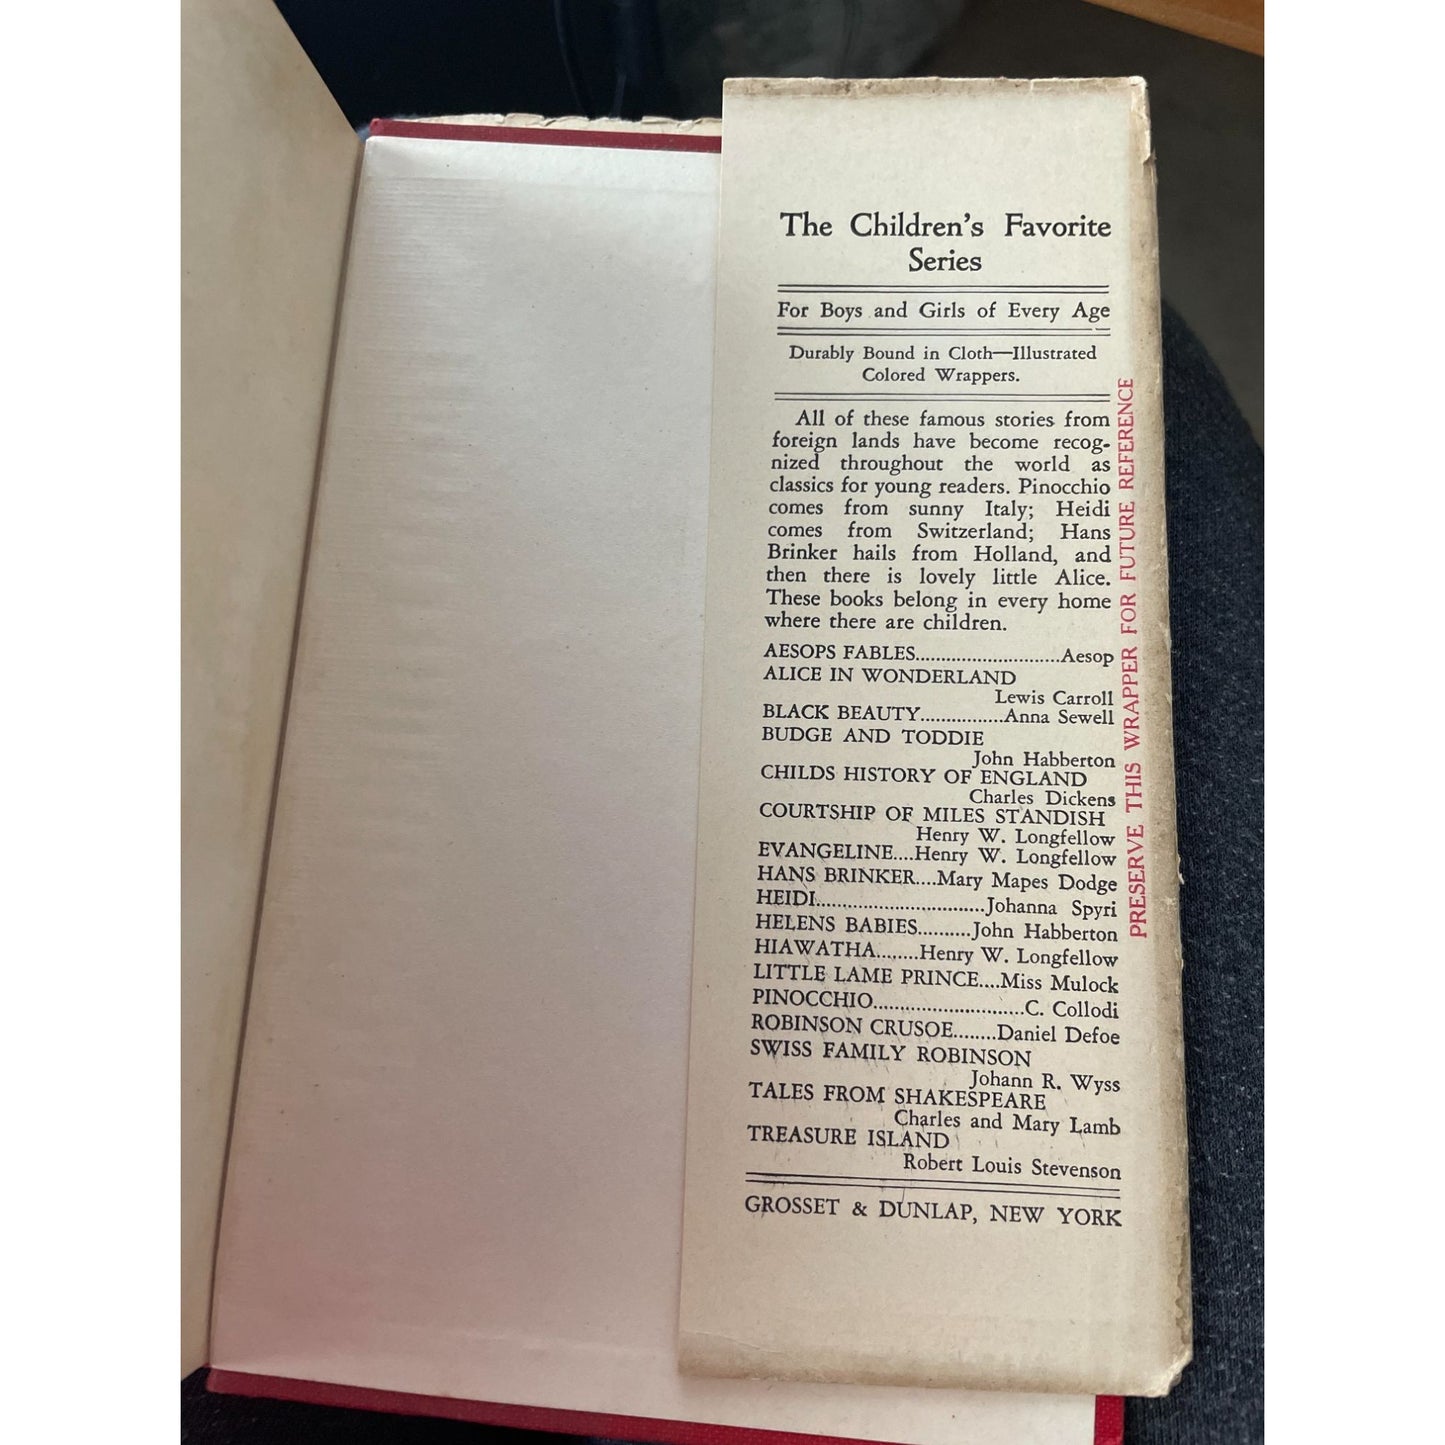 The Children's Favorite
Series
For Boys and Girls of Every Age
Durably Bound in Cloth—Illustrated
Colored Wrappers.
All of these famous stories from
foreign lands have become recog-
nized throughout the world as
classics for young readers. Pinocchio
comes from sunny Italy; Heidi
comes from Switzerland; Hans
Brinker hails from Holland, and
then there is lovely little Alice.
These books belong in every home
where there are children.
AESOPS FABLES............................Aesop
ALICE IN WONDERLAND
Lewis Carroll
BLACK BEAUTY................Anna Sewell
BUDGE AND TODDIE
John Habberton
CHILDS HISTORY OF ENGLAND
Charles Dickens
COURTSHIP OF MILES STANDISH
Henry W. Longfellow
EVANGELINE....Henry W. Longfellow
HANS BRINKER....Mary Mapes Dodge
HEIDI.................................Johanna Spyri
HELENS BABIES..........John Habberton
HIAWATHA........Henry W. Longfellow
LITTLE LAME PRINCE....Miss Mulock
PINOCCHIO.............................C. Collodi
ROBINSON CRUSOE........Daniel Defoe
SWISS FAMILY ROBINSON
Johann R. Wyss
TALES FROM SHAKESPEARE
Charles and Mary Lamb
TREASURE ISLAND
Robert Louis Stevenson
GROSSET & DUNLAP, NEW YORK
PRESERVE THIS WRAPPER FOR FUTURE REFERENCE